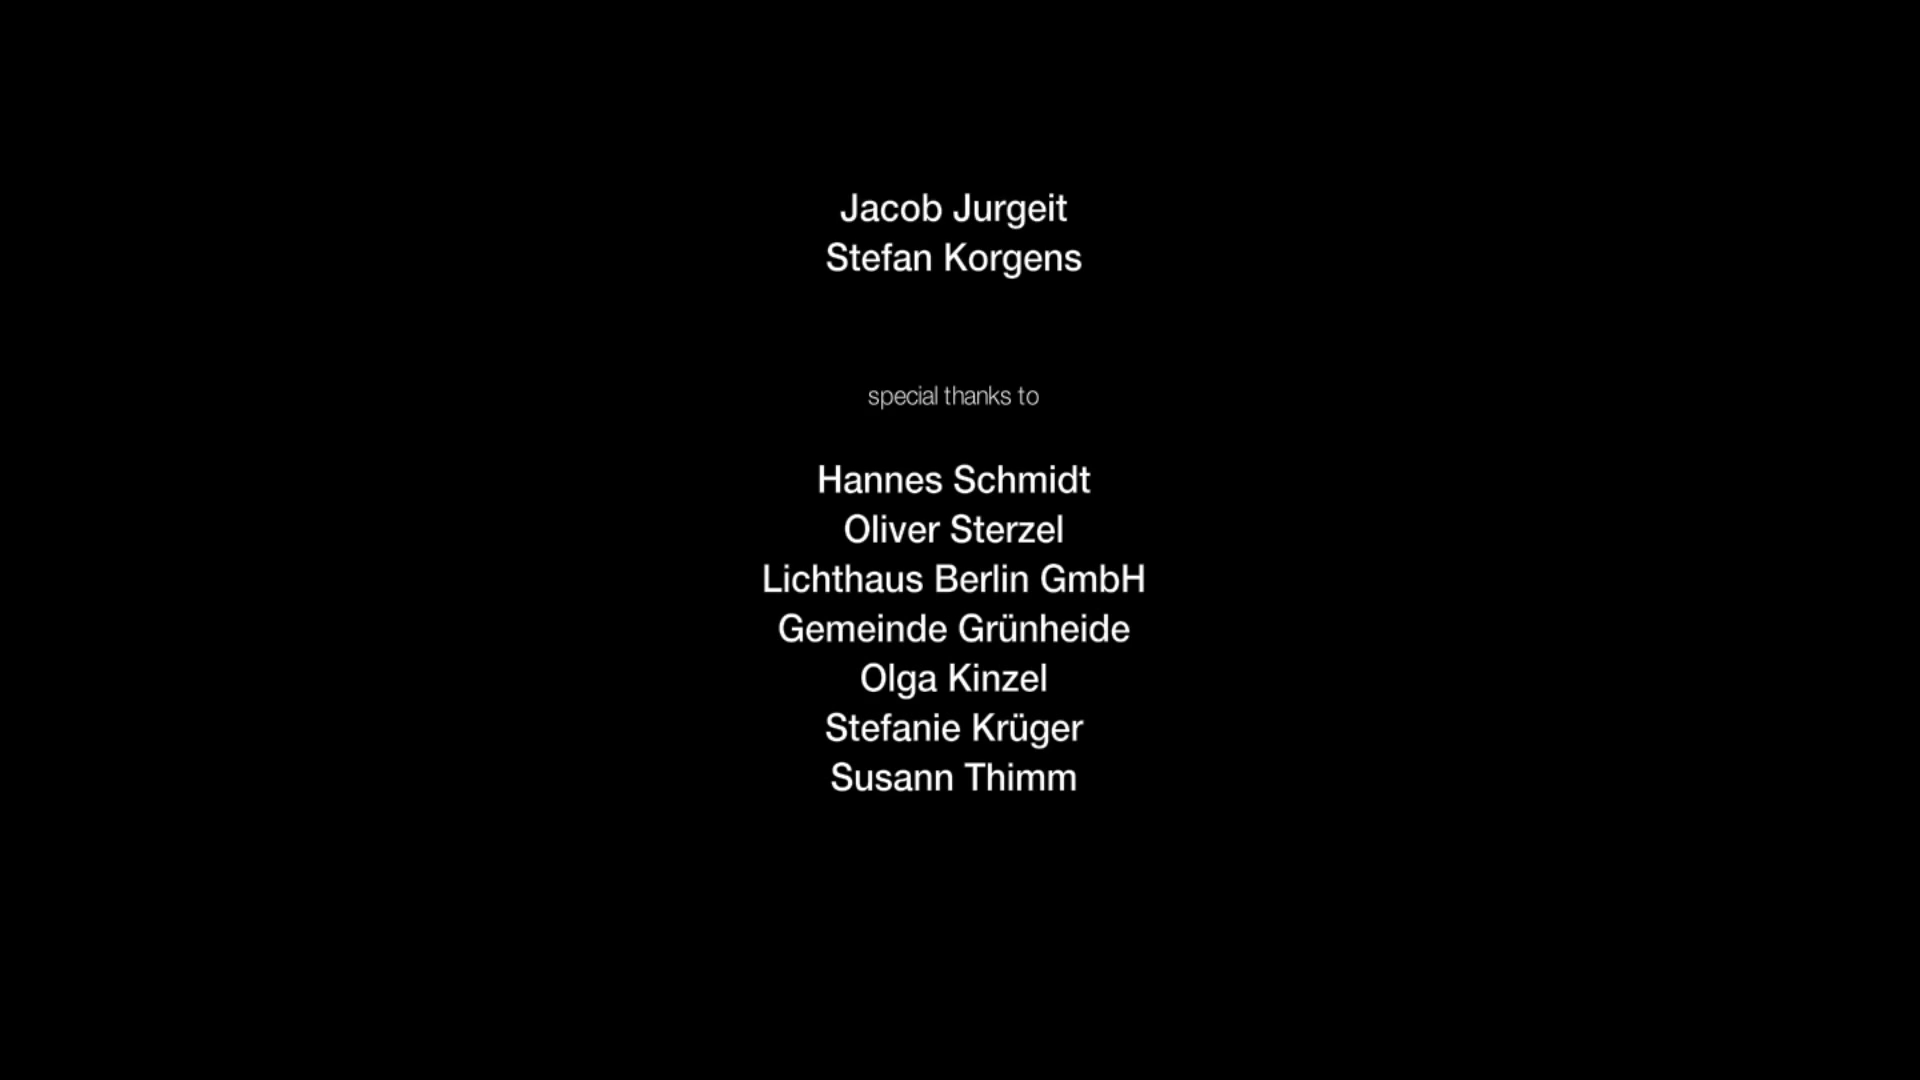 Jacob Jurgeit
Stefan Korgens
special thanks to
Hannes Schmidt
Oliver Sterzel
Lichthaus Berlin GmbH
Gemeinde Grünheide
Olga Kinzel
Stefanie Krüger
Susann Thimm